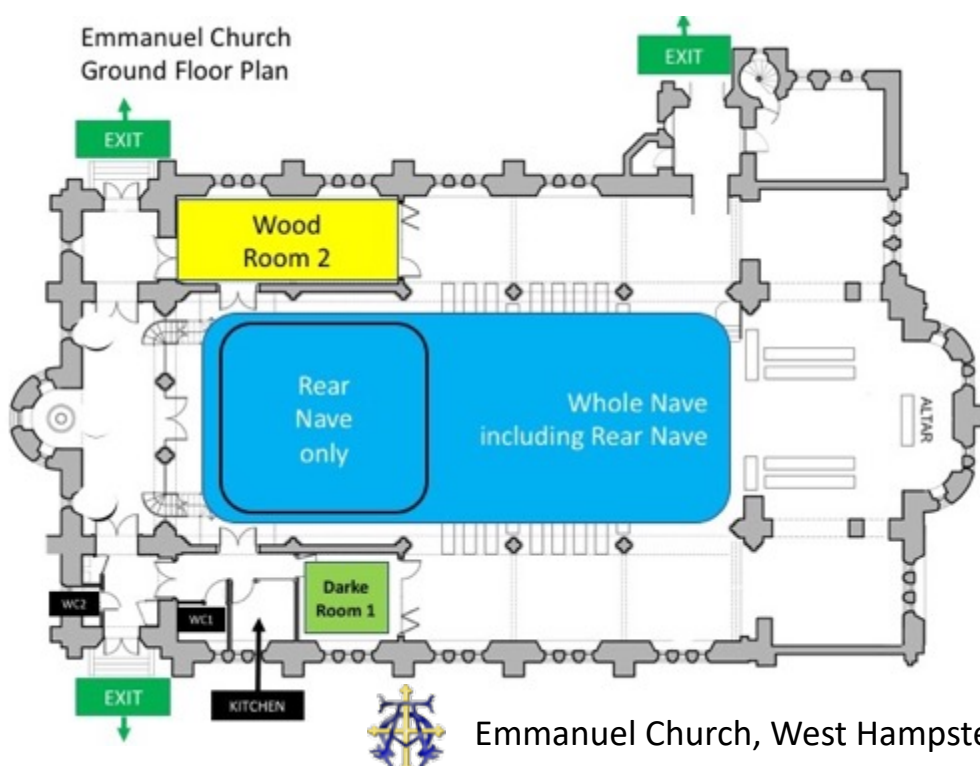 Emmanuel Church
Ground Floor Plan
EXIT
EXIT
Wood
Room 2
Rear
Nave
only
Whole Nave
including Rear Nave
ALTAR
Darke
Room 1
WC2
WC1
EXIT
KITCHEN
Emmanuel Church, West Hampste